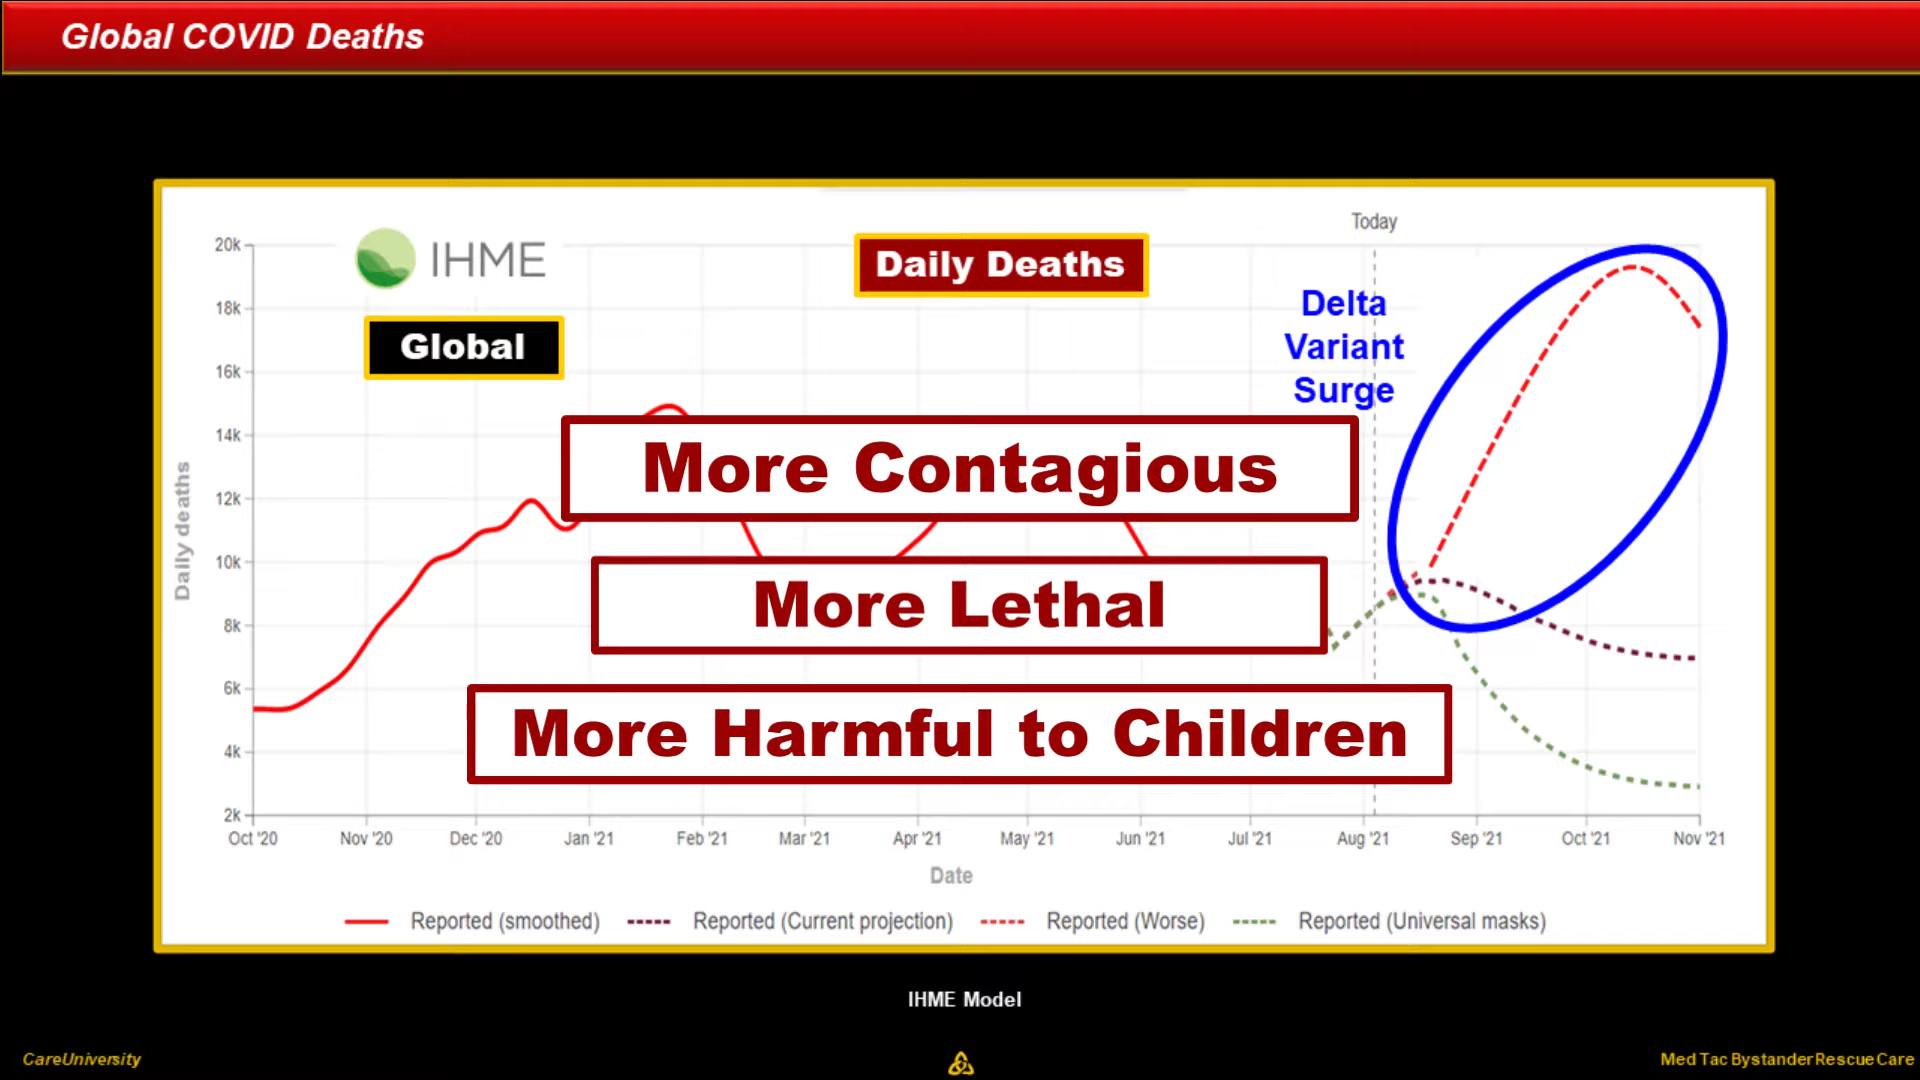 Global COVID Deaths
Today
20k
IHME
Daily Deaths
18k
Delta
Variant
Surge
Global
16k
14k
More Contagious
12k
Daily deaths
10k
More Lethal
8k
6k
More Harmful to Children
4k
2k
Oct '20 Nov '20 Dec '20 Jan '21 Feb '21 Mar '21 Apr '21 May '21 Jun '21 Jul '21 Aug '21 Sep '21 Oct '21 Nov '21
Date
Reported (smoothed) Reported (Current projection) Reported (Worse) Reported (Universal masks)
IHME Model
CareUniversity
Med Tac Bystander Rescue Care